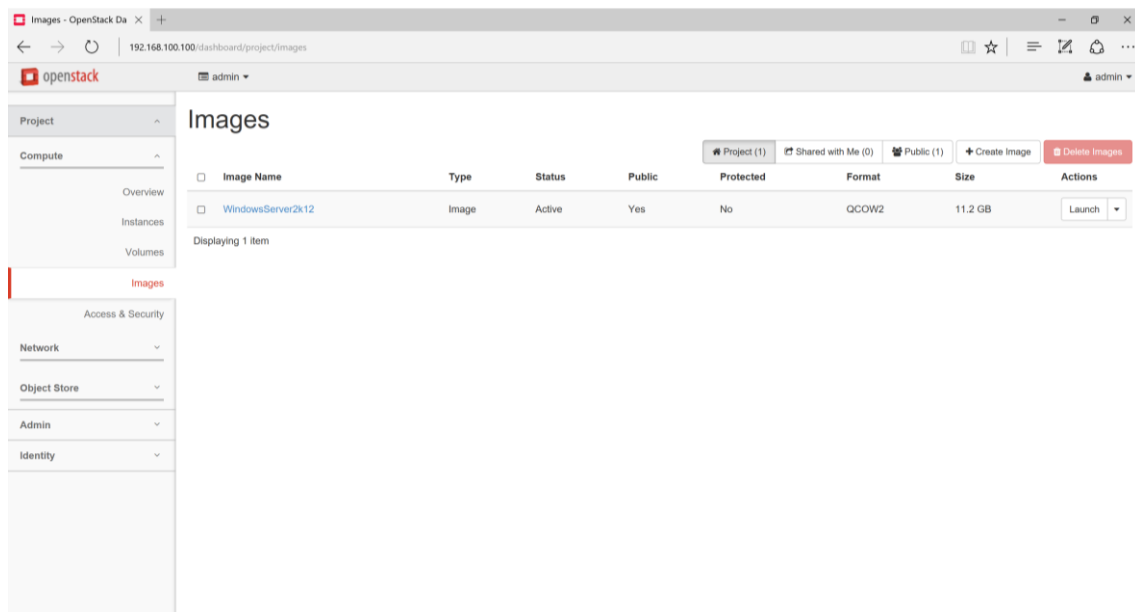 Images - OpenStack Da
192.168.100.100/dashboard/project/images
openstack
admin
admin
Project
Compute
Overview
Instances
Volumes
Images
Access & Security
Network
Object Store
Admin
Identity
Images
Project (1) Shared with Me (0) Public (1) Create Image Delete Images
Image Name Type Status Public Protected Format Size Actions
WindowsServer2k12 Image Active Yes No QCOW2 11.2 GB Launch
Displaying 1 item